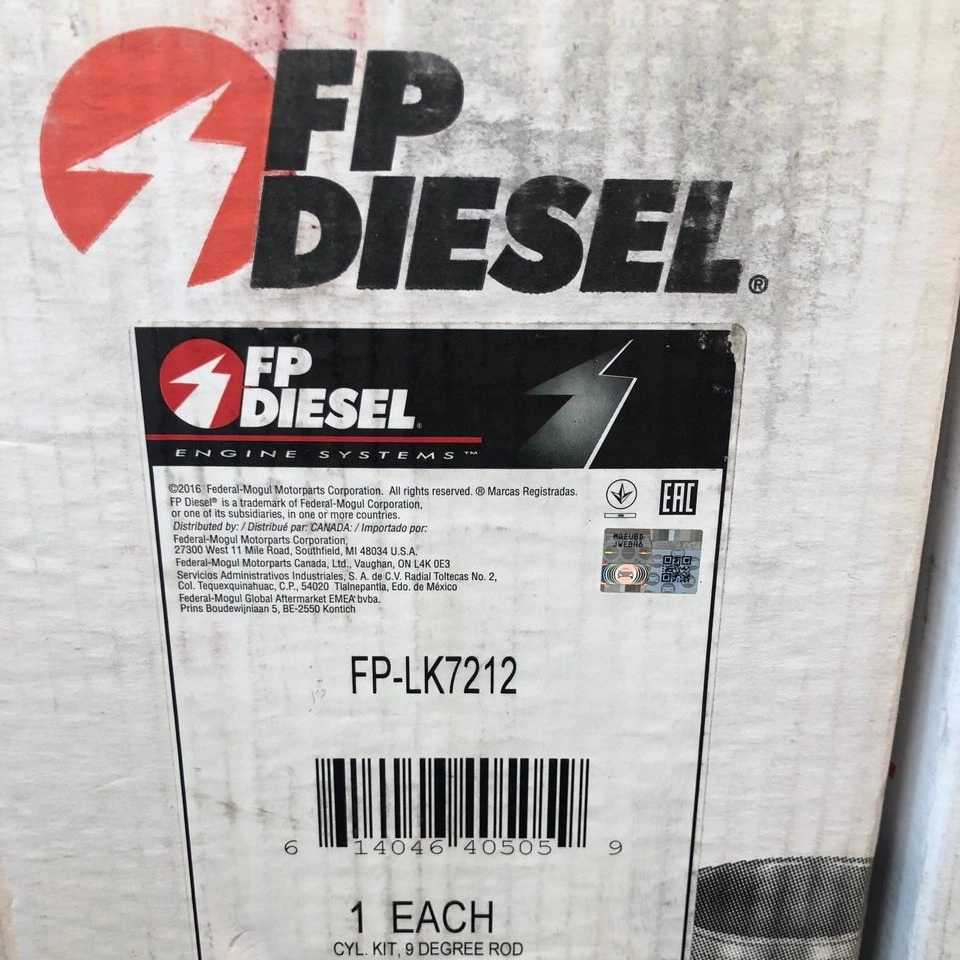 FP
DIESEL®
FP
DIESEL®
ENGINE SYSTEMS™
©2016 Federal-Mogul Motorparts Corporation. All rights reserved. ® Marcas Registradas.
FP Diesel® is a trademark of Federal-Mogul Corporation,
or one of its subsidiaries, in one or more countries.
Distributed by: / Distribué par: CANADA: / Importado por:
Federal-Mogul Motorparts Corporation,
27300 West 11 Mile Road, Southfield, MI 48034 U.S.A.
Federal-Mogul Motorparts Canada, Ltd., Vaughan, ON L4K 0E3
Servicios Administrativos Industriales, S. A. de C.V. Radial Toltecas No. 2,
Col. Tequexquinahuac, C.P., 54020 Tlalnepantla, Edo. de México
Federal-Mogul Global Aftermarket EMEA bvba.
Prins Boudewijnlaan 5, BE-2550 Kontich
EAC
FP-LK7212
6 14046 40505 9
1 EACH
CYL. KIT, 9 DEGREE ROD